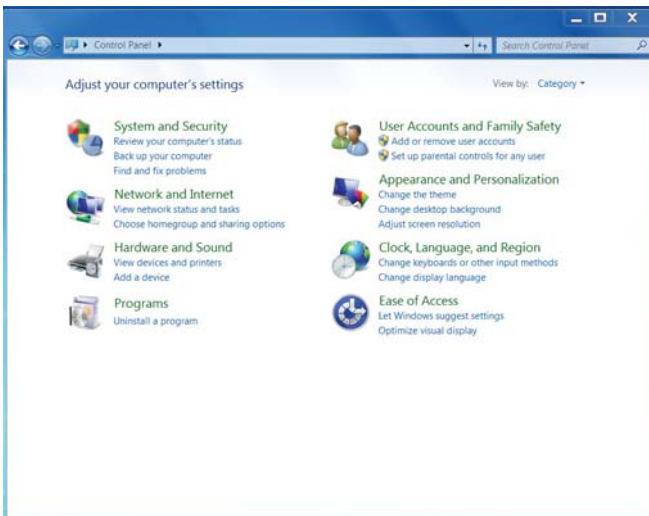 Control Panel
Search Control Panel
Adjust your computer's settings
View by: Category
System and Security
Review your computer's status
Back up your computer
Find and fix problems
Network and Internet
View network status and tasks
Choose homegroup and sharing options
Hardware and Sound
View devices and printers
Add a device
Programs
Uninstall a program
User Accounts and Family Safety
Add or remove user accounts
Set up parental controls for any user
Appearance and Personalization
Change the theme
Change desktop background
Adjust screen resolution
Clock, Language, and Region
Change keyboards or other input methods
Change display language
Ease of Access
Let Windows suggest settings
Optimize visual display